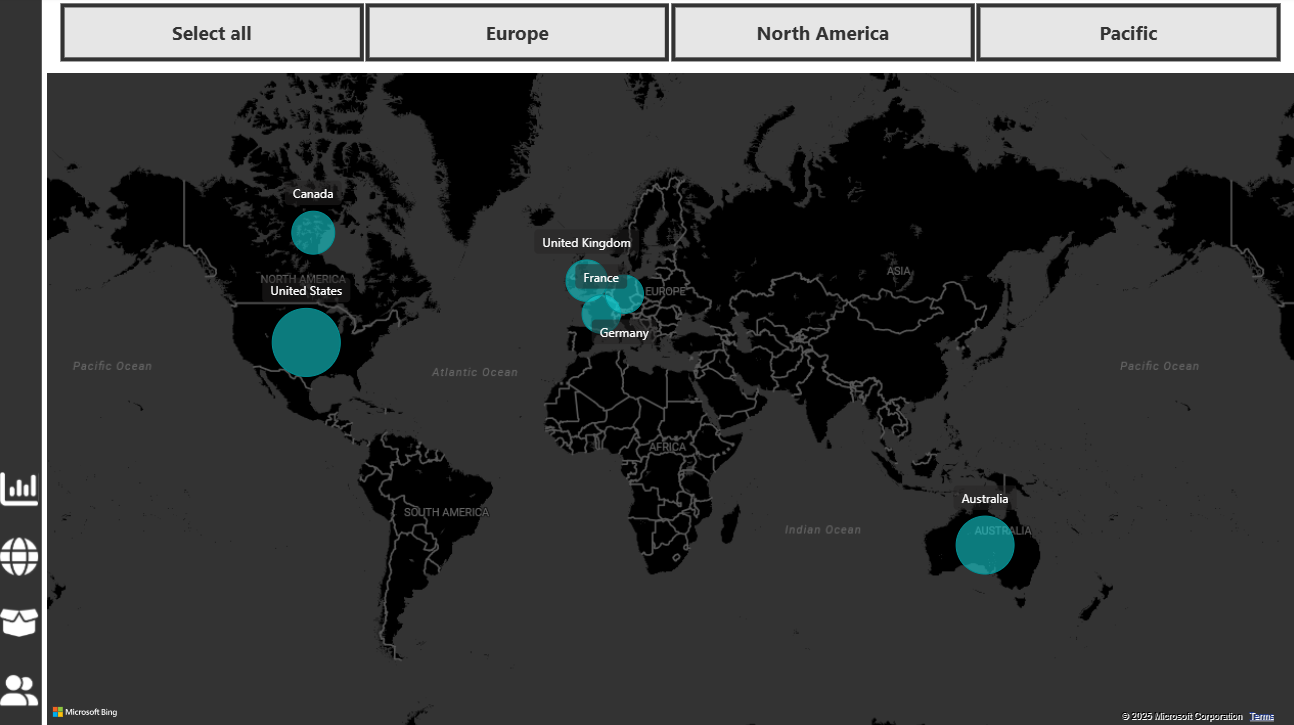 Select all
Europe
North America
Pacific
Canada
NORTH AMERICA
United States
United Kingdom
France
EUROPE
Germany
ASIA
Pacific Ocean
Atlantic Ocean
Pacific Ocean
AFRICA
SOUTH AMERICA
Australia
AUSTRALIA
Indian Ocean
Microsoft Bing
© 2025 Microsoft Corporation Terms